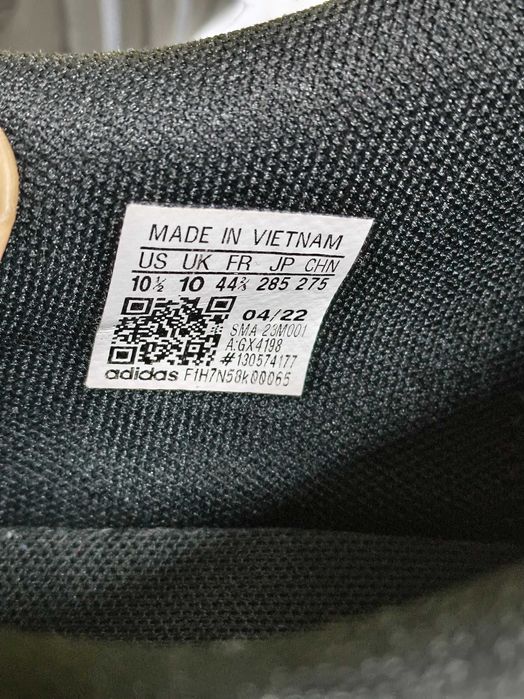 MADE IN VIETNAM
US UK FR JP CHN
10½ 10 44⅔ 285 275
04/22
SMA 23M001
A:GX4198
#130574177
adidas F1H7N58K00065